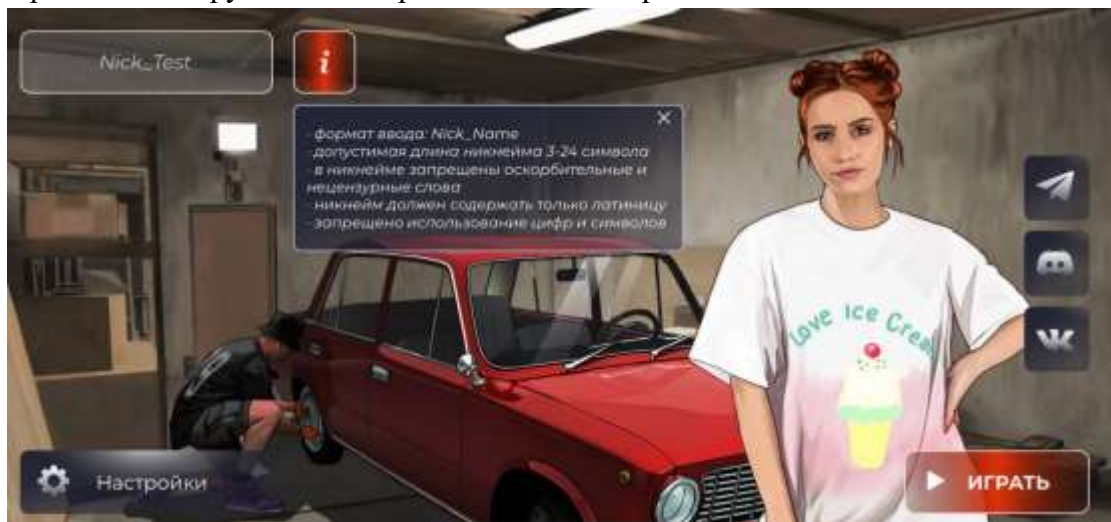 Nick_Test
i
- формат ввода: Nick_Name
- допустимая длина никнейма 3-24 символа
- в никнейме запрещены оскорбительные и
нецензурные слова
- никнейм должен содержать только латиницу
- запрещено использование цифр и символов
Love Ice Cream
Настройки
ИГРАТЬ